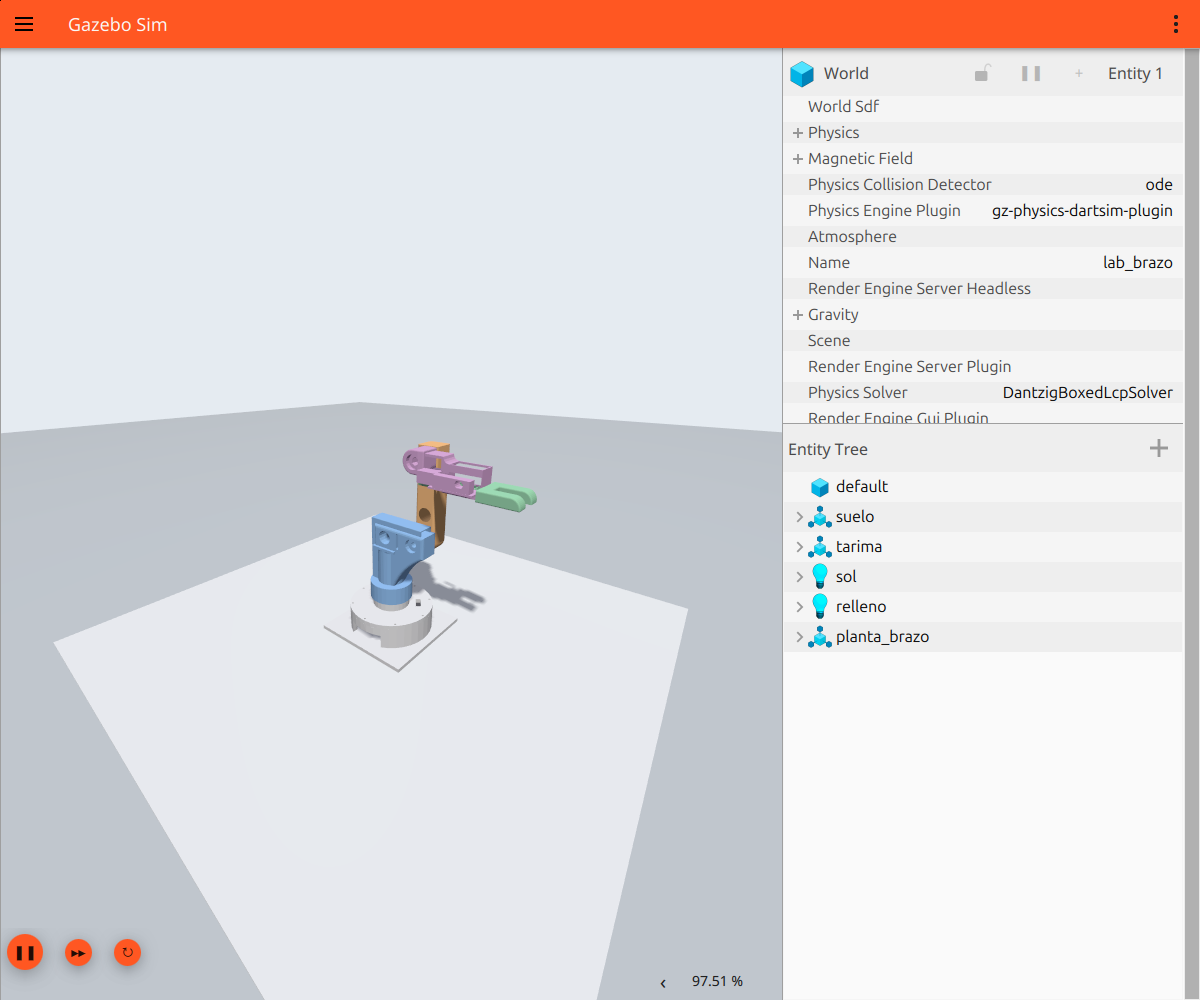 Gazebo Sim
World
Entity 1
World Sdf
Physics
Magnetic Field
Physics Collision Detector ode
Physics Engine Plugin gz-physics-dartsim-plugin
Atmosphere
Name lab_brazo
Render Engine Server Headless
Gravity
Scene
Render Engine Server Plugin
Physics Solver DantzigBoxedLcpSolver
Render Engine Gui Plugin
Entity Tree
default
suelo
tarima
sol
relleno
planta_brazo
97.51 %